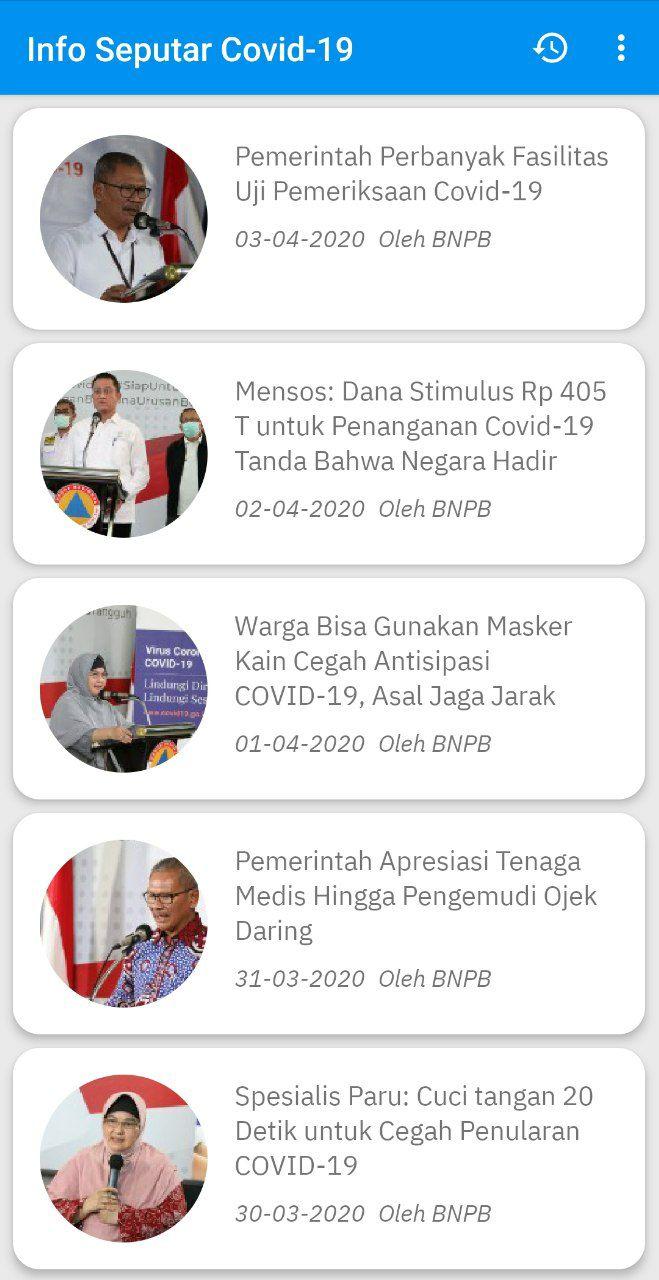 Info Seputar Covid-19
-19
Pemerintah Perbanyak Fasilitas
Uji Pemeriksaan Covid-19
03-04-2020 Oleh BNPB
Mensos: Dana Stimulus Rp 405
T untuk Penanganan Covid-19
Tanda Bahwa Negara Hadir
02-04-2020 Oleh BNPB
Virus Coron
COVID-19
Lindungi Dir
Lindungi Ses
Warga Bisa Gunakan Masker
Kain Cegah Antisipasi
COVID-19, Asal Jaga Jarak
01-04-2020 Oleh BNPB
Pemerintah Apresiasi Tenaga
Medis Hingga Pengemudi Ojek
Daring
31-03-2020 Oleh BNPB
Spesialis Paru: Cuci tangan 20
Detik untuk Cegah Penularan
COVID-19
30-03-2020 Oleh BNPB